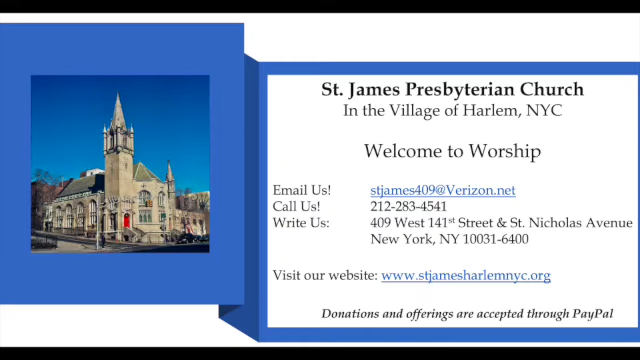 St. James Presbyterian Church
In the Village of Harlem, NYC
Welcome to Worship
Email Us! stjames409@Verizon.net
Call Us! 212-283-4541
Write Us: 409 West 141st Street & St. Nicholas Avenue
New York, NY 10031-6400
Visit our website: www.stjamesharlemnyc.org
Donations and offerings are accepted through PayPal